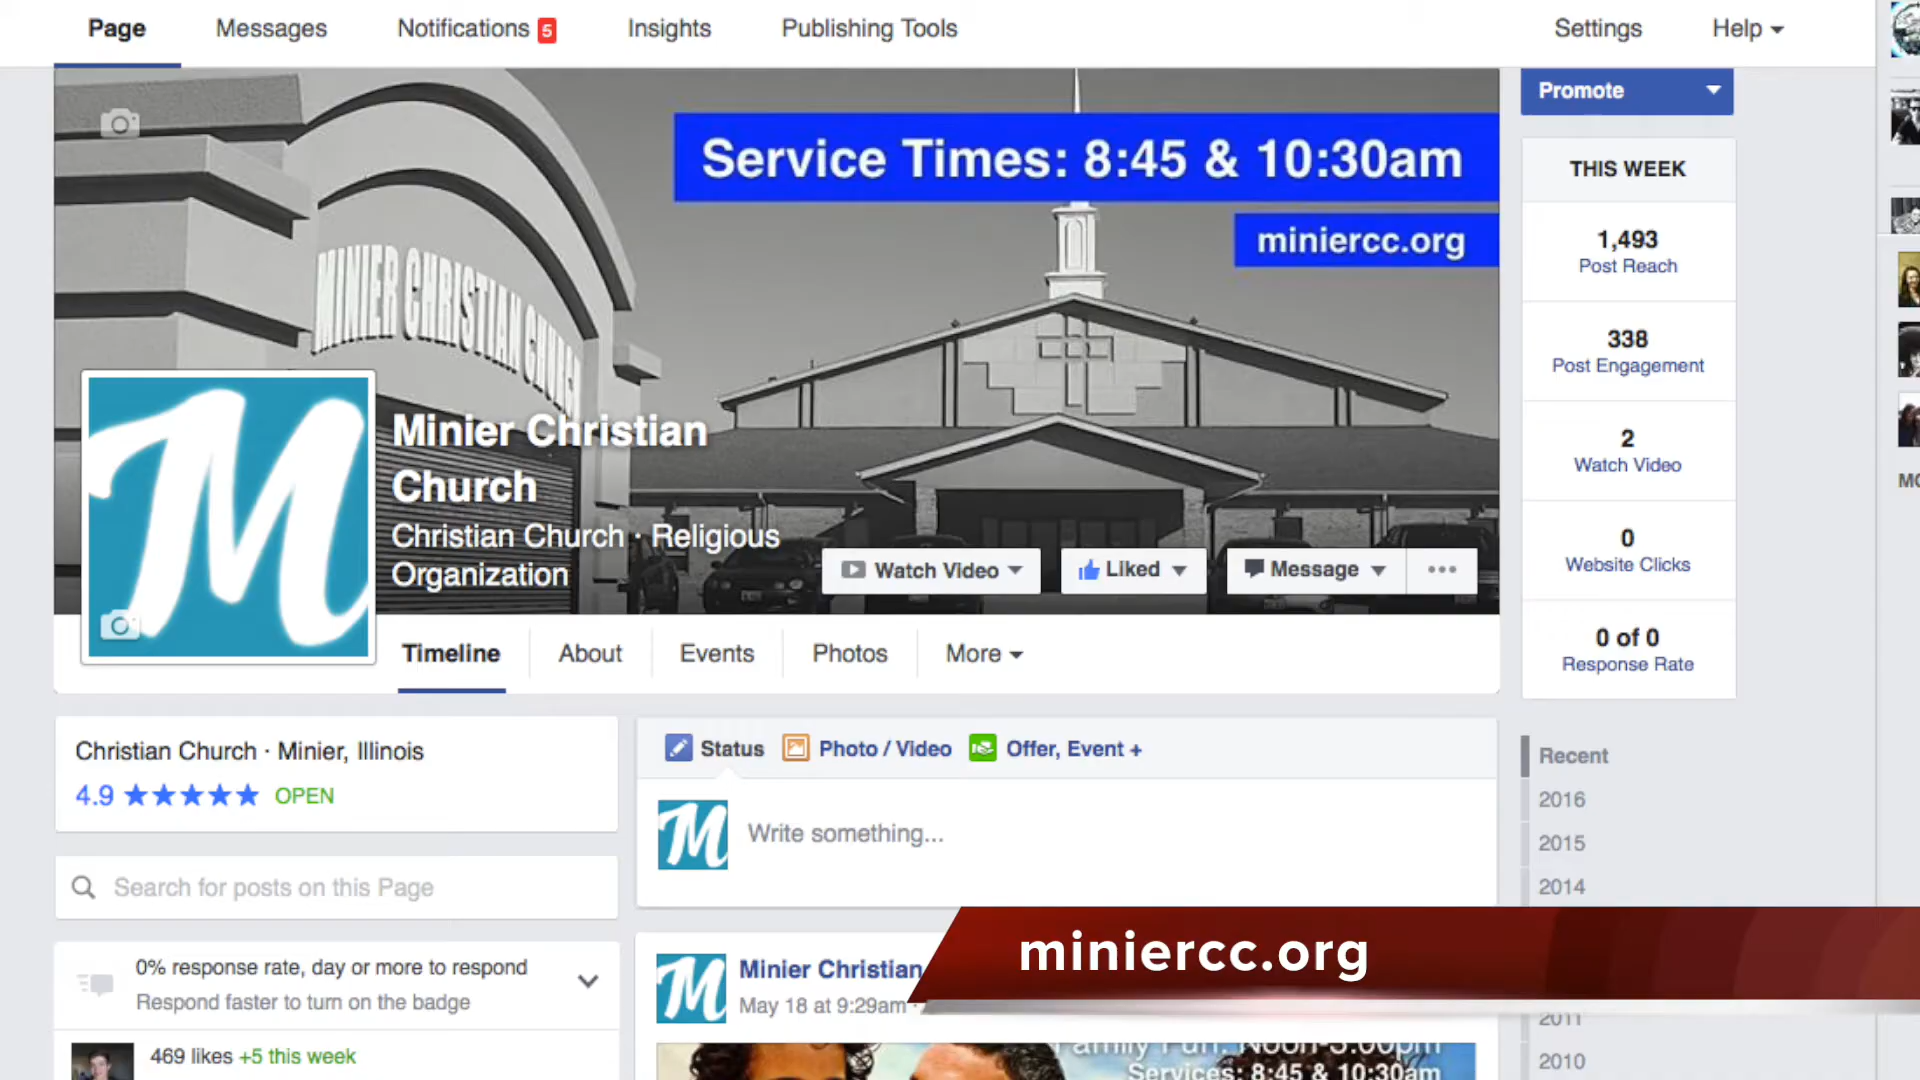 Page
Messages
Notifications 5
Insights
Publishing Tools
Settings
Help
Service Times: 8:45 & 10:30am
miniercc.org
MINIER CHRISTIAN CHURCH
M
Minier Christian
Church
Christian Church · Religious
Organization
Watch Video
Liked
Message
Timeline
About
Events
Photos
More
Promote
THIS WEEK
1,493
Post Reach
338
Post Engagement
2
Watch Video
0
Website Clicks
0 of 0
Response Rate
Recent
2016
2015
2014
2011
2010
Christian Church · Minier, Illinois
4.9 ★★★★★ OPEN
Search for posts on this Page
0% response rate, day or more to respond
Respond faster to turn on the badge
469 likes +5 this week
Status
Photo / Video
Offer, Event +
M
Write something...
M
Minier Christian
May 18 at 9:29am ·
Family Fun: Noon-3:00pm
Services: 8:45 & 10:30am
miniercc.org